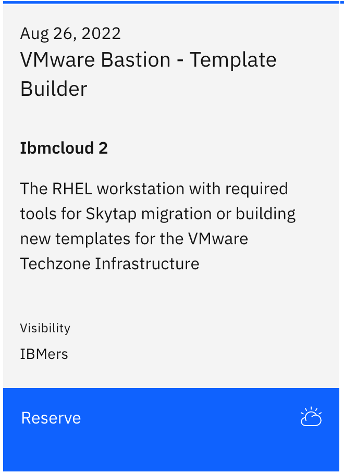 Aug 26, 2022
VMware Bastion - Template
Builder
Ibmcloud 2
The RHEL workstation with required
tools for Skytap migration or building
new templates for the VMware
Techzone Infrastructure
Visibility
IBMers
Reserve